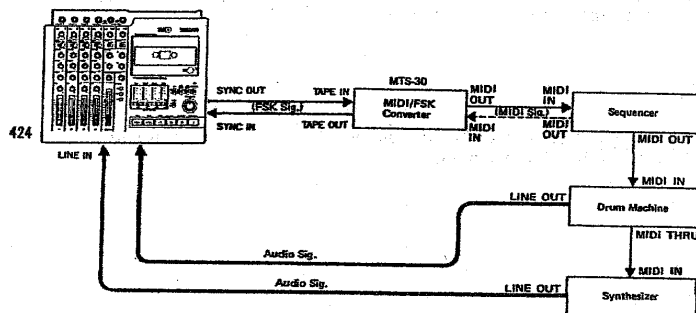 MTS-30
SYNC OUT
TAPE IN
MIDI OUT
MIDI IN
(FSK Sig.)
MIDI/FSK Converter
(MIDI Sig.)
Sequencer
424
SYNC IN
TAPE OUT
MIDI IN
MIDI OUT
LINE IN
MIDI OUT
MIDI IN
LINE OUT
Drum Machine
MIDI THRU
Audio Sig.
MIDI IN
Audio Sig.
LINE OUT
Synthesizer